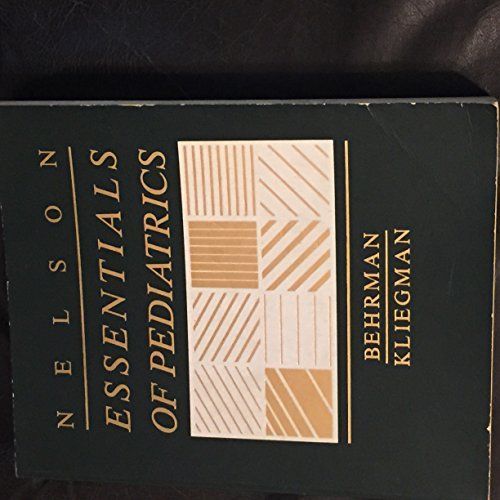 NELSON
ESSENTIALS
OF PEDIATRICS
BEHRMAN
KLIEGMAN